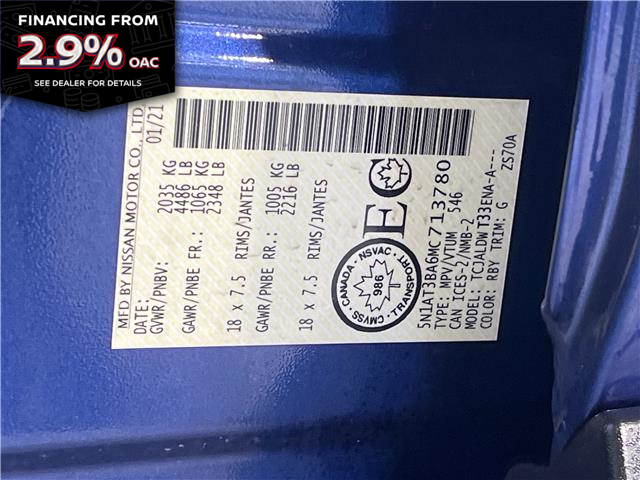 FINANCING FROM
2.9% OAC
SEE DEALER FOR DETAILS
MFD BY NISSAN MOTOR CO., LTD.
DATE: 01/21
GVWR/PNBV: 2035 KG
4486 LB
GAWR/PNBE FR.: 1065 KG
2348 LB
18 X 7.5 RIMS/JANTES
GAWR/PNBE RR.: 1005 KG
2216 LB
18 X 7.5 RIMS/JANTES
CANADA - NSVAC - TRANSPORT - CMVSS
986
EC
5N1AT3BA6MC713780
TYPE: MPV/VTUM 546
CAN ICES-2/NMB-2
MODEL: TCJALDWT33ENA-A---
COLOR: RBY TRIM: G ZS70A